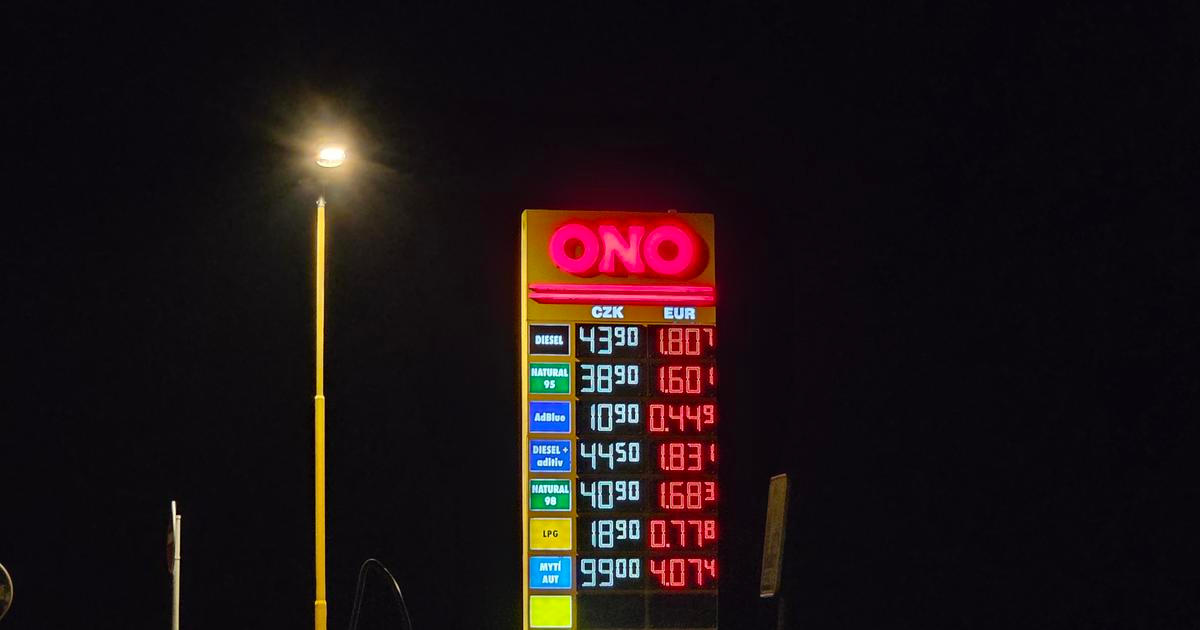 ONO
CZK EUR
DIESEL 43.90 1.807
NATURAL 95 38.90 1.601
AdBlue 10.90 0.449
DIESEL + aditiv 44.50 1.831
NATURAL 98 40.90 1.683
LPG 18.90 0.778
MYTÍ AUT 99.00 4.074